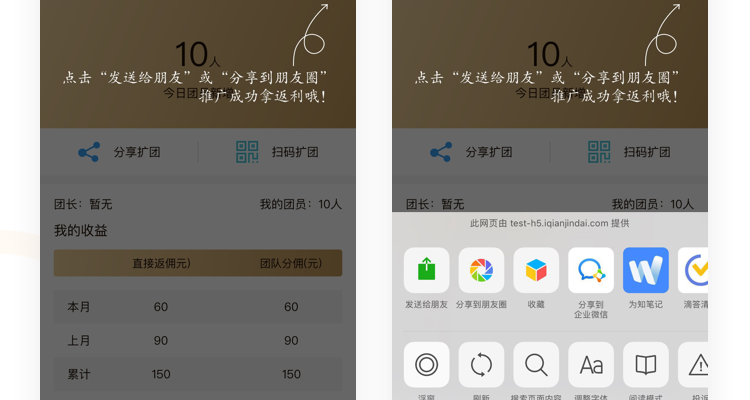 10人
点击“发送给朋友”或“分享到朋友圈”
推广成功拿返利哦！
分享扩团
扫码扩团
团长：暂无
我的团员：10人
我的收益
直接返佣元)
团队分佣(元)
本月 60 60
上月 90 90
累计 150 150
10人
点击“发送给朋友”或“分享到朋友圈”
推广成功拿返利哦！
分享扩团
扫码扩团
团长：暂无
我的团员：10人
此网页由 test-h5.iqianjindai.com 提供
发送给朋友
分享到朋友圈
收藏
分享到
企业微信
为知笔记
滴答清
浮窗
刷新
搜索页面内容
调整字体
阅读模式
投诉